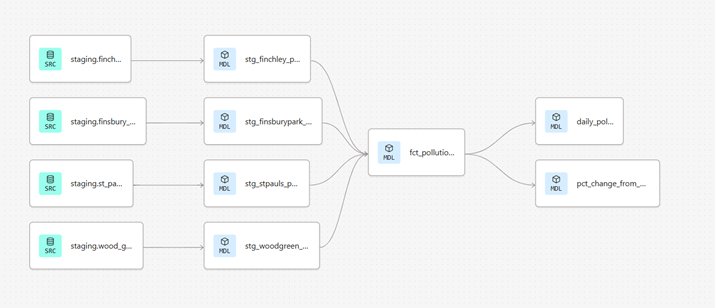 SRC
staging.finch...
MDL
stg_finchley_p...
SRC
staging.finsbury_...
MDL
stg_finsburypark_...
SRC
staging.st_pa...
MDL
stg_stpauls_p...
SRC
staging.wood_g...
MDL
stg_woodgreen_...
MDL
fct_pollutio...
MDL
daily_pol...
MDL
pct_change_from_...